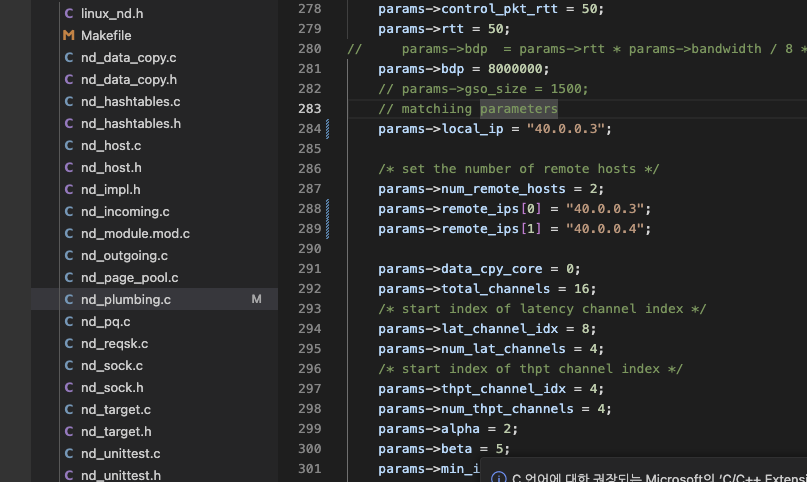 linux_nd.h
Makefile
nd_data_copy.c
nd_data_copy.h
nd_hashtables.c
nd_hashtables.h
nd_host.c
nd_host.h
nd_impl.h
nd_incoming.c
nd_module.mod.c
nd_outgoing.c
nd_page_pool.c
nd_plumbing.c M
nd_pq.c
nd_reqsk.c
nd_sock.c
nd_sock.h
nd_target.c
nd_target.h
nd_unittest.c
nd_unittest.h
278 params->control_pkt_rtt = 50;
279 params->rtt = 50;
280 // params->bdp = params->rtt * params->bandwidth / 8 *
281 params->bdp = 8000000;
282 // params->gso_size = 1500;
283 // matchiing parameters
284 params->local_ip = "40.0.0.3";
285
286 /* set the number of remote hosts */
287 params->num_remote_hosts = 2;
288 params->remote_ips[0] = "40.0.0.3";
289 params->remote_ips[1] = "40.0.0.4";
290
291 params->data_cpy_core = 0;
292 params->total_channels = 16;
293 /* start index of latency channel index */
294 params->lat_channel_idx = 8;
295 params->num_lat_channels = 4;
296 /* start index of thpt channel index */
297 params->thpt_channel_idx = 4;
298 params->num_thpt_channels = 4;
299 params->alpha = 2;
300 params->beta = 5;
301 params->min_i
C 언어에 대한 권장되는 Microsoft의 'C/C++ Extens